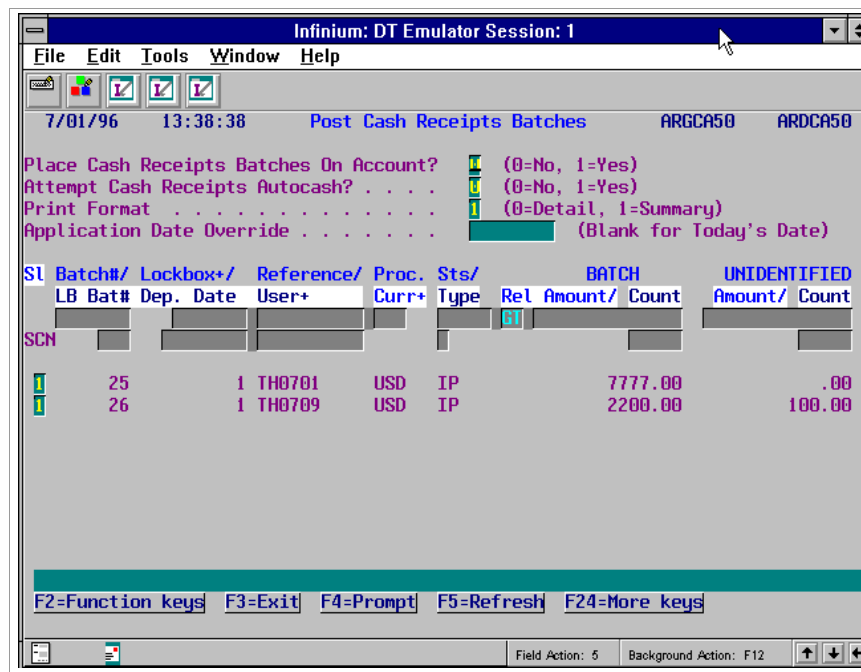 Infinium: DT Emulator Session: 1
File Edit Tools Window Help
7/01/96 13:38:38 Post Cash Receipts Batches ARGCA50 ARDCA50
Place Cash Receipts Batches On Account? 0 (0=No, 1=Yes)
Attempt Cash Receipts Autocash? . . . . 0 (0=No, 1=Yes)
Print Format . . . . . . . . . . . . . 1 (0=Detail, 1=Summary)
Application Date Override . . . . . . . (Blank for Today's Date)
Sl Batch#/ Lockbox+/ Reference/ Proc. Sts/ BATCH UNIDENTIFIED
LB Bat# Dep. Date User+ Curr+ Type Rel Amount/ Count Amount/ Count
GT
SCN
1 25 1 TH0701 USD IP 7777.00 .00
1 26 1 TH0709 USD IP 2200.00 100.00
F2=Function keys F3=Exit F4=Prompt F5=Refresh F24=More keys
Field Action: 5 Background Action: F12